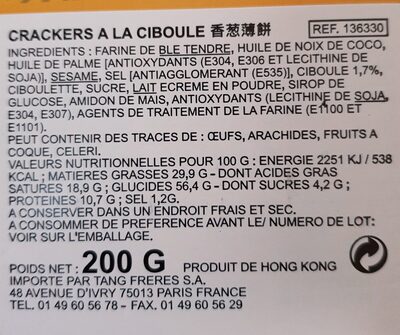 CRACKERS A LA CIBOULE 香葱薄餅
REF. 136330
INGREDIENTS : FARINE DE BLE TENDRE, HUILE DE NOIX DE COCO,
HUILE DE PALME [ANTIOXYDANTS (E304, E306 ET LECITHINE DE
SOJA)], SESAME, SEL [ANTIAGGLOMERANT (E535)], CIBOULE 1,7%,
CIBOULETTE, SUCRE, LAIT ECREME EN POUDRE, SIROP DE
GLUCOSE, AMIDON DE MAIS, ANTIOXYDANTS (LECITHINE DE SOJA,
E304, E307), AGENTS DE TRAITEMENT DE LA FARINE (E1100 ET
E1101).
PEUT CONTENIR DES TRACES DE : ŒUFS, ARACHIDES, FRUITS A
COQUE, CELERI.
VALEURS NUTRITIONNELLES POUR 100 G : ENERGIE 2251 KJ / 538
KCAL ; MATIERES GRASSES 29,9 G - DONT ACIDES GRAS
SATURES 18,9 G ; GLUCIDES 56,4 G - DONT SUCRES 4,2 G ;
PROTEINES 10,7 G ; SEL 1,2G.
A CONSERVER DANS UN ENDROIT FRAIS ET SEC.
A CONSOMMER DE PREFERENCE AVANT LE/ NUMERO DE LOT:
VOIR SUR L'EMBALLAGE.
POIDS NET : 200 G PRODUIT DE HONG KONG
IMPORTE PAR TANG FRERES S.A.
48 AVENUE D'IVRY 75013 PARIS FRANCE
TEL. 01 49 60 56 78 - FAX. 01 49 60 56 29